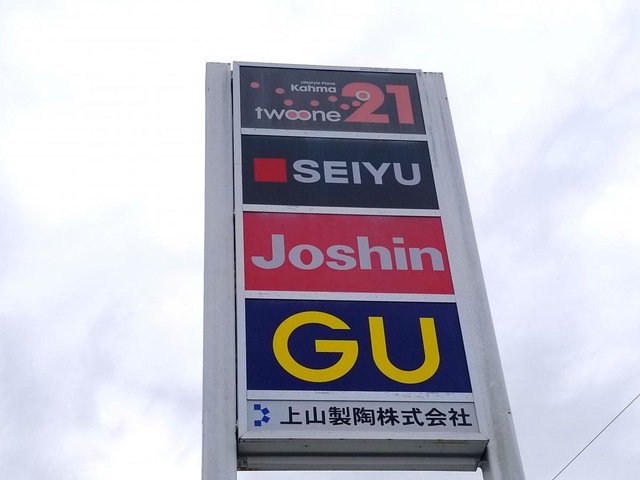 Lifestyle Plaza
Kahma
twoone 21
SEIYU
Joshin
GU
上山製陶株式会社